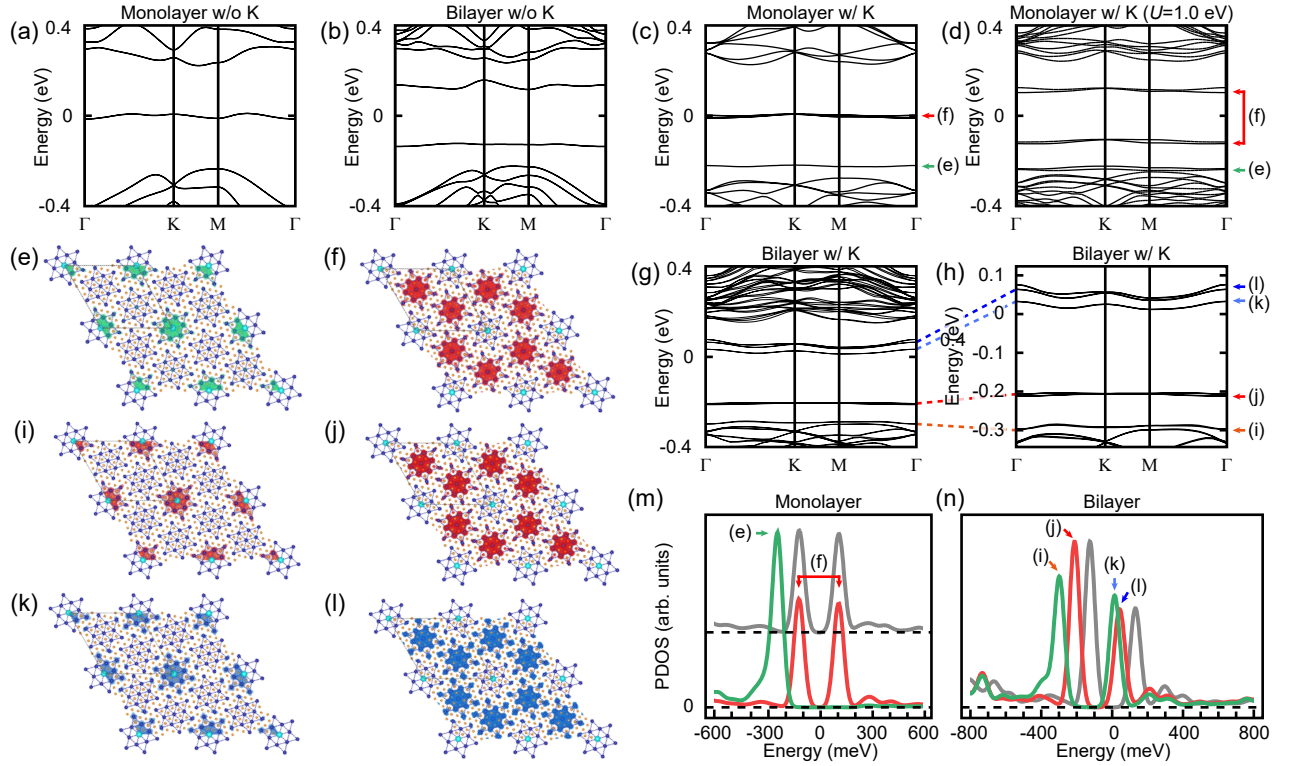 Monolayer w/o K
Bilayer w/o K
Monolayer w/ K
Monolayer w/ K (U=1.0 eV)
(a)
0.4
0
-0.4
Energy (eV)
Γ K M Γ
(b)
0.4
0
-0.4
Energy (eV)
Γ K M Γ
(c)
0.4
0
-0.4
Energy (eV)
Γ K M Γ
(f)
(e)
(d)
0.4
0
-0.4
Energy (eV)
Γ K M Γ
(f)
(e)
(e)
(f)
Bilayer w/ K
(g)
0.4
0
-0.4
Energy (eV)
Γ K M Γ
Bilayer w/ K
(h)
0.1
0
0.4
-0.1
-0.2
-0.3
Energy (eV)
Γ K M Γ
(l)
(k)
(j)
(i)
(i)
(j)
(k)
(l)
(m)
Monolayer
(e)
(f)
PDOS (arb. units)
0
-600 -300 0 300 600
Energy (meV)
(n)
Bilayer
(j)
(i)
(k)
(l)
-800 -400 0 400 800
Energy (meV)